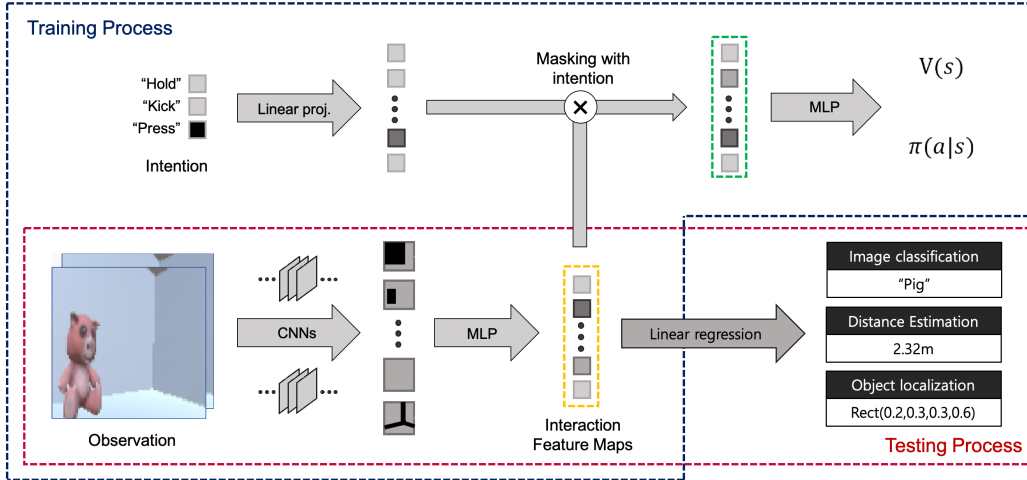 Training Process
"Hold"
"Kick"
"Press"
Intention
Linear proj.
Masking with
intention
MLP
V(s)
π(a|s)
Observation
CNNs
MLP
Interaction
Feature Maps
Linear regression
Image classification
"Pig"
Distance Estimation
2.32m
Object localization
Rect(0.2,0.3,0.3,0.6)
Testing Process